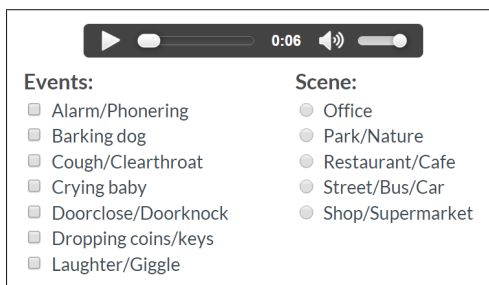 0:06
Events:
Alarm/Phonering
Barking dog
Cough/Clearthroat
Crying baby
Doorclose/Doorknock
Dropping coins/keys
Laughter/Giggle
Scene:
Office
Park/Nature
Restaurant/Cafe
Street/Bus/Car
Shop/Supermarket